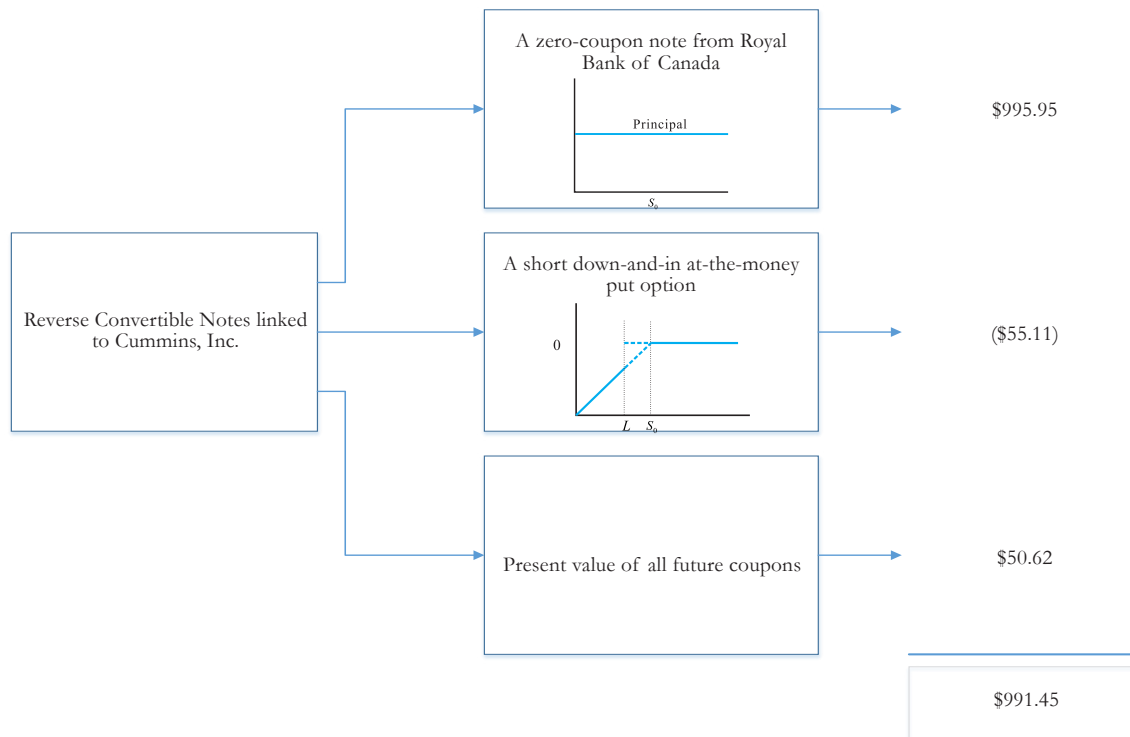 A zero-coupon note from Royal
Bank of Canada
Principal
S₀
$995.95
Reverse Convertible Notes linked
to Cummins, Inc.
A short down-and-in at-the-money
put option
0
L S₀
($55.11)
Present value of all future coupons
$50.62
$991.45